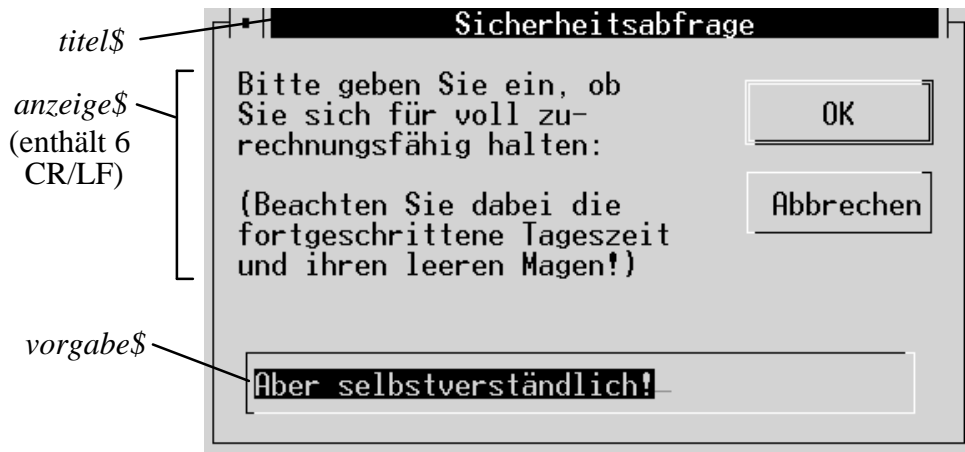 Sicherheitsabfrage
titel$
Bitte geben Sie ein, ob
Sie sich für voll zu-
rechnungsfähig halten:
(Beachten Sie dabei die
fortgeschrittene Tageszeit
und ihren leeren Magen!)
anzeige$
(enthält 6
CR/LF)
OK
Abbrechen
vorgabe$
Aber selbstverständlich!